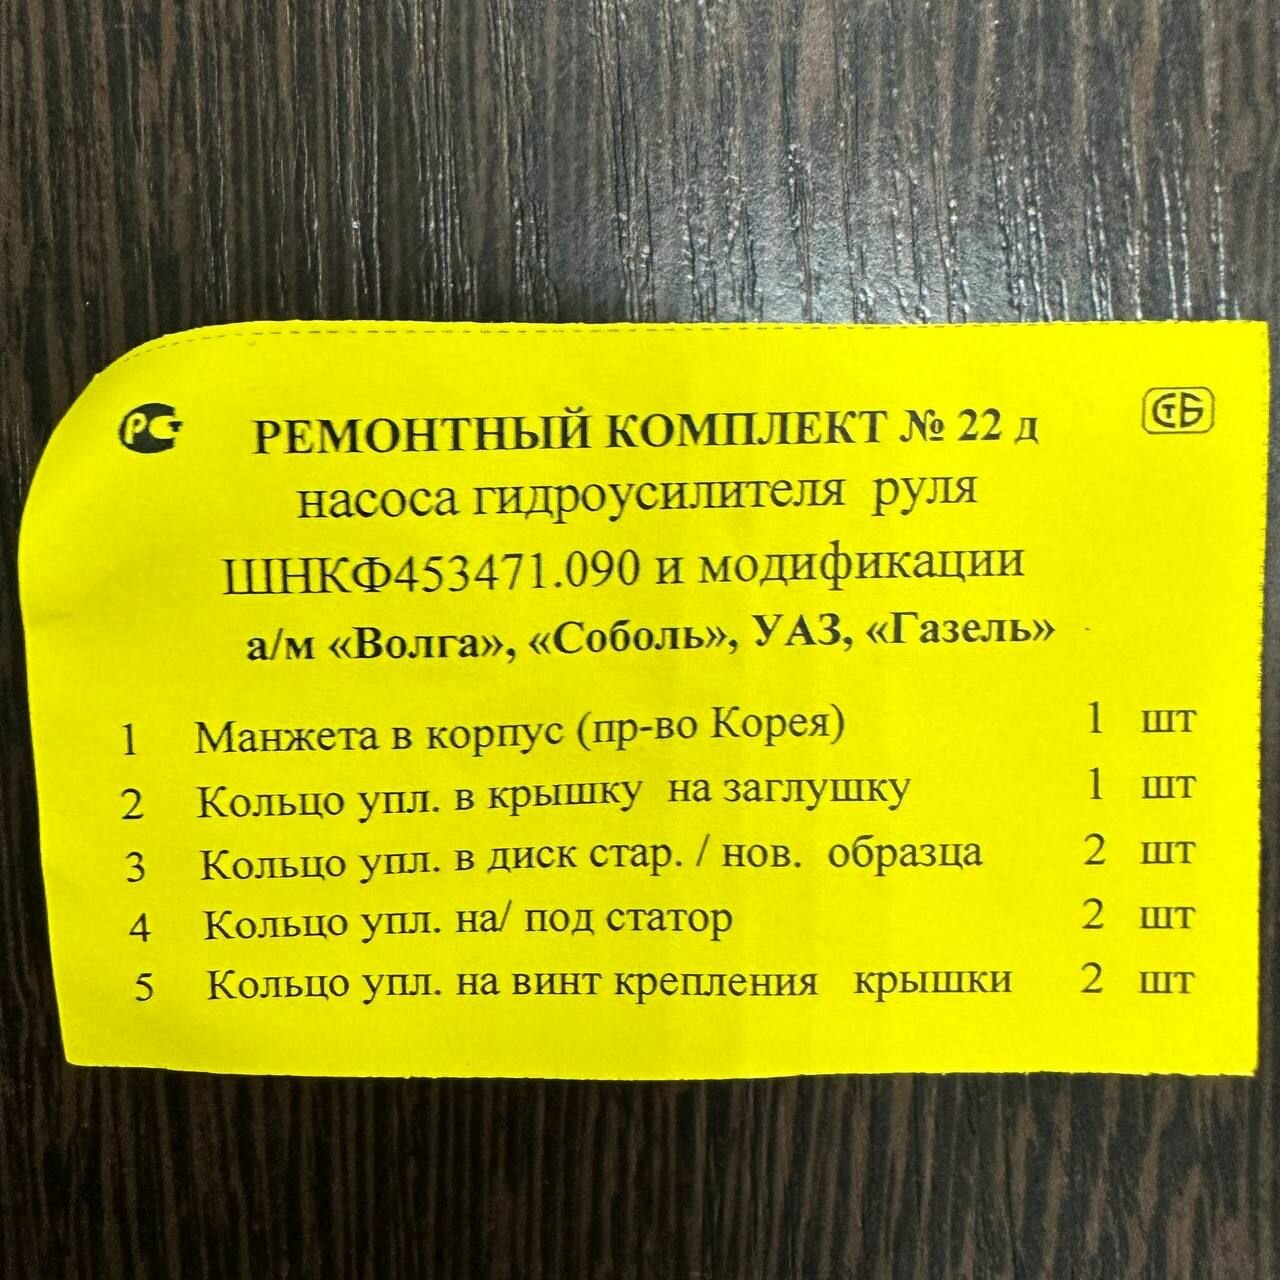 РСТ
СТБ
РЕМОНТНЫЙ КОМПЛЕКТ № 22 д
насоса гидроусилителя руля
ШНКФ453471.090 и модификации
а/м «Волга», «Соболь», УАЗ, «Газель»
1 Манжета в корпус (пр-во Корея) 1 шт
2 Кольцо упл. в крышку на заглушку 1 шт
3 Кольцо упл. в диск стар. / нов. образца 2 шт
4 Кольцо упл. на/ под статор 2 шт
5 Кольцо упл. на винт крепления крышки 2 шт